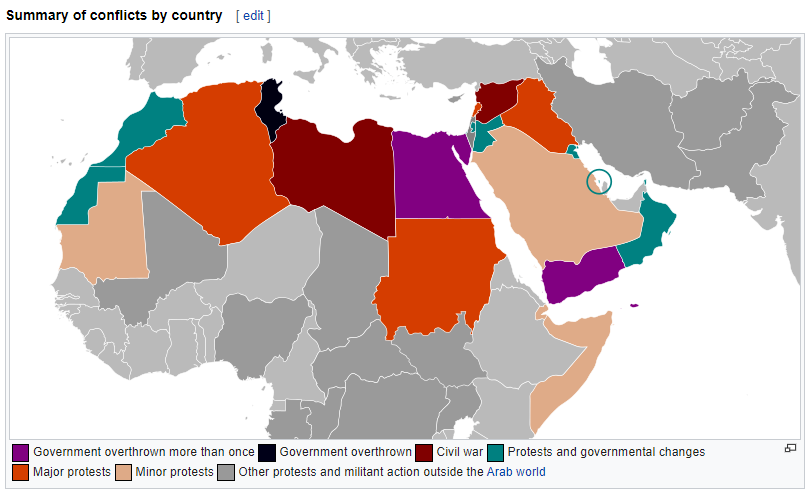 Summary of conflicts by country [ edit ]
Government overthrown more than once Government overthrown Civil war Protests and governmental changes
Major protests Minor protests Other protests and militant action outside the Arab world